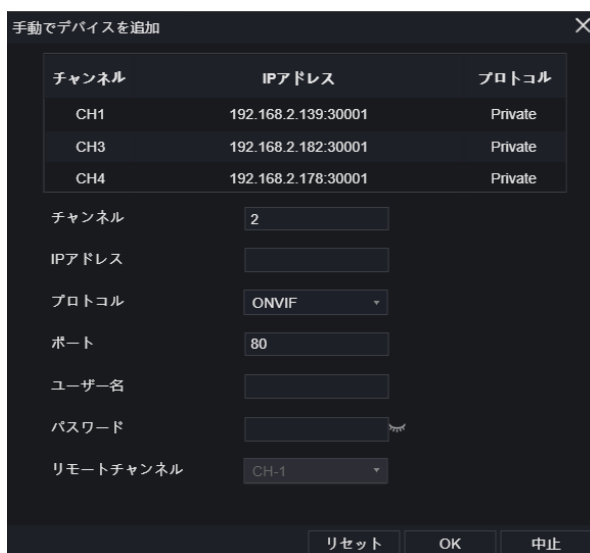 手動でデバイスを追加
チャンネル IPアドレス プロトコル
CH1 192.168.2.139:30001 Private
CH3 192.168.2.182:30001 Private
CH4 192.168.2.178:30001 Private
チャンネル 2
IPアドレス
プロトコル ONVIF
ポート 80
ユーザー名
パスワード
リモートチャンネル CH-1
リセット OK 中止